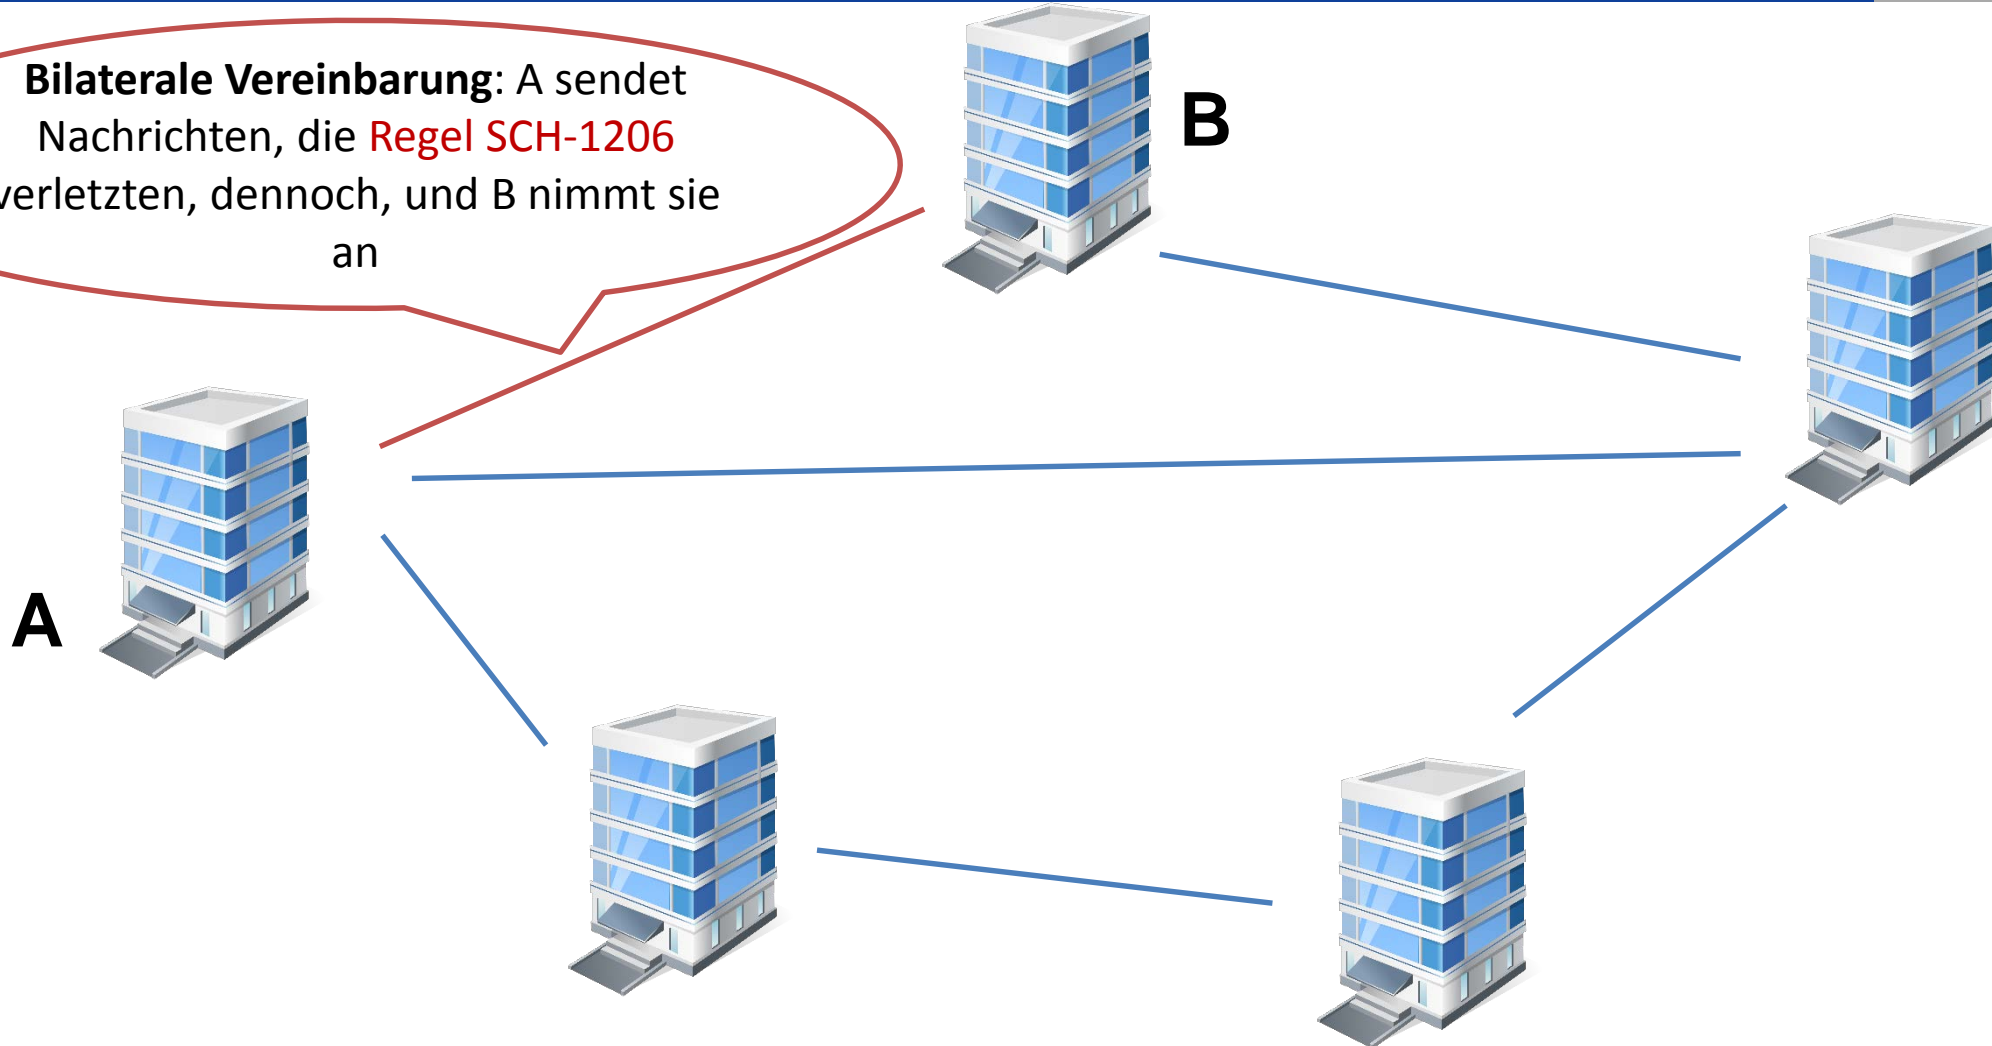 Bilaterale Vereinbarung: A sendet
Nachrichten, die Regel SCH-1206
verletzten, dennoch, und B nimmt sie
an
B
A